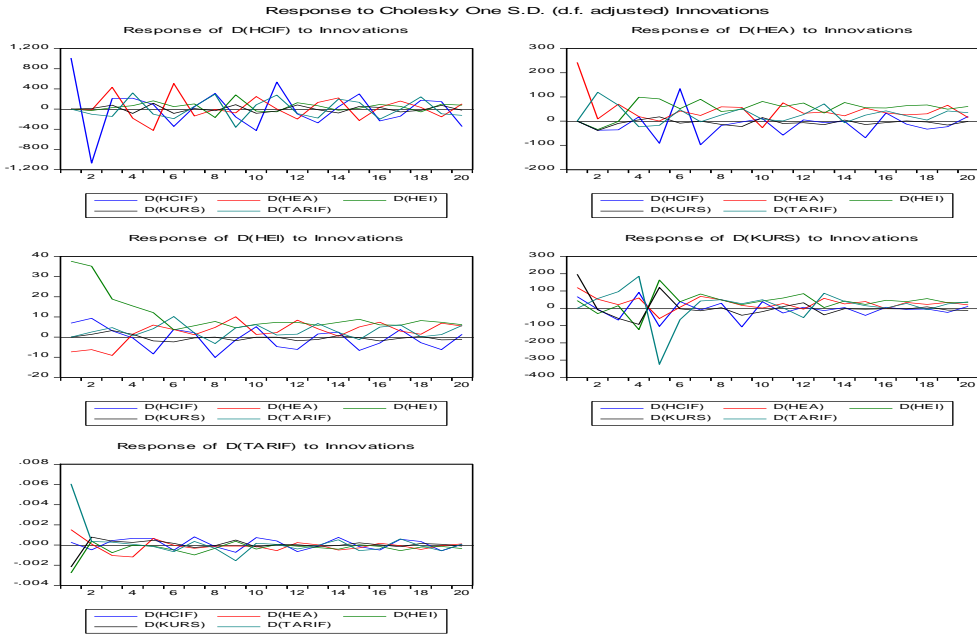 Response to Cholesky One S.D. (d.f. adjusted) Innovations
Response of D(HCIF) to Innovations
1,200
800
400
0
-400
-800
-1,200
2 4 6 8 10 12 14 16 18 20
D(HCIF) D(HEA) D(HEI)
D(KURS) D(TARIF)
Response of D(HEA) to Innovations
300
200
100
0
-100
-200
2 4 6 8 10 12 14 16 18 20
D(HCIF) D(HEA) D(HEI)
D(KURS) D(TARIF)
Response of D(HEI) to Innovations
40
30
20
10
0
-10
-20
2 4 6 8 10 12 14 16 18 20
D(HCIF) D(HEA) D(HEI)
D(KURS) D(TARIF)
Response of D(KURS) to Innovations
300
200
100
0
-100
-200
-300
-400
2 4 6 8 10 12 14 16 18 20
D(HCIF) D(HEA) D(HEI)
D(KURS) D(TARIF)
Response of D(TARIF) to Innovations
.008
.006
.004
.002
.000
-.002
-.004
2 4 6 8 10 12 14 16 18 20
D(HCIF) D(HEA) D(HEI)
D(KURS) D(TARIF)